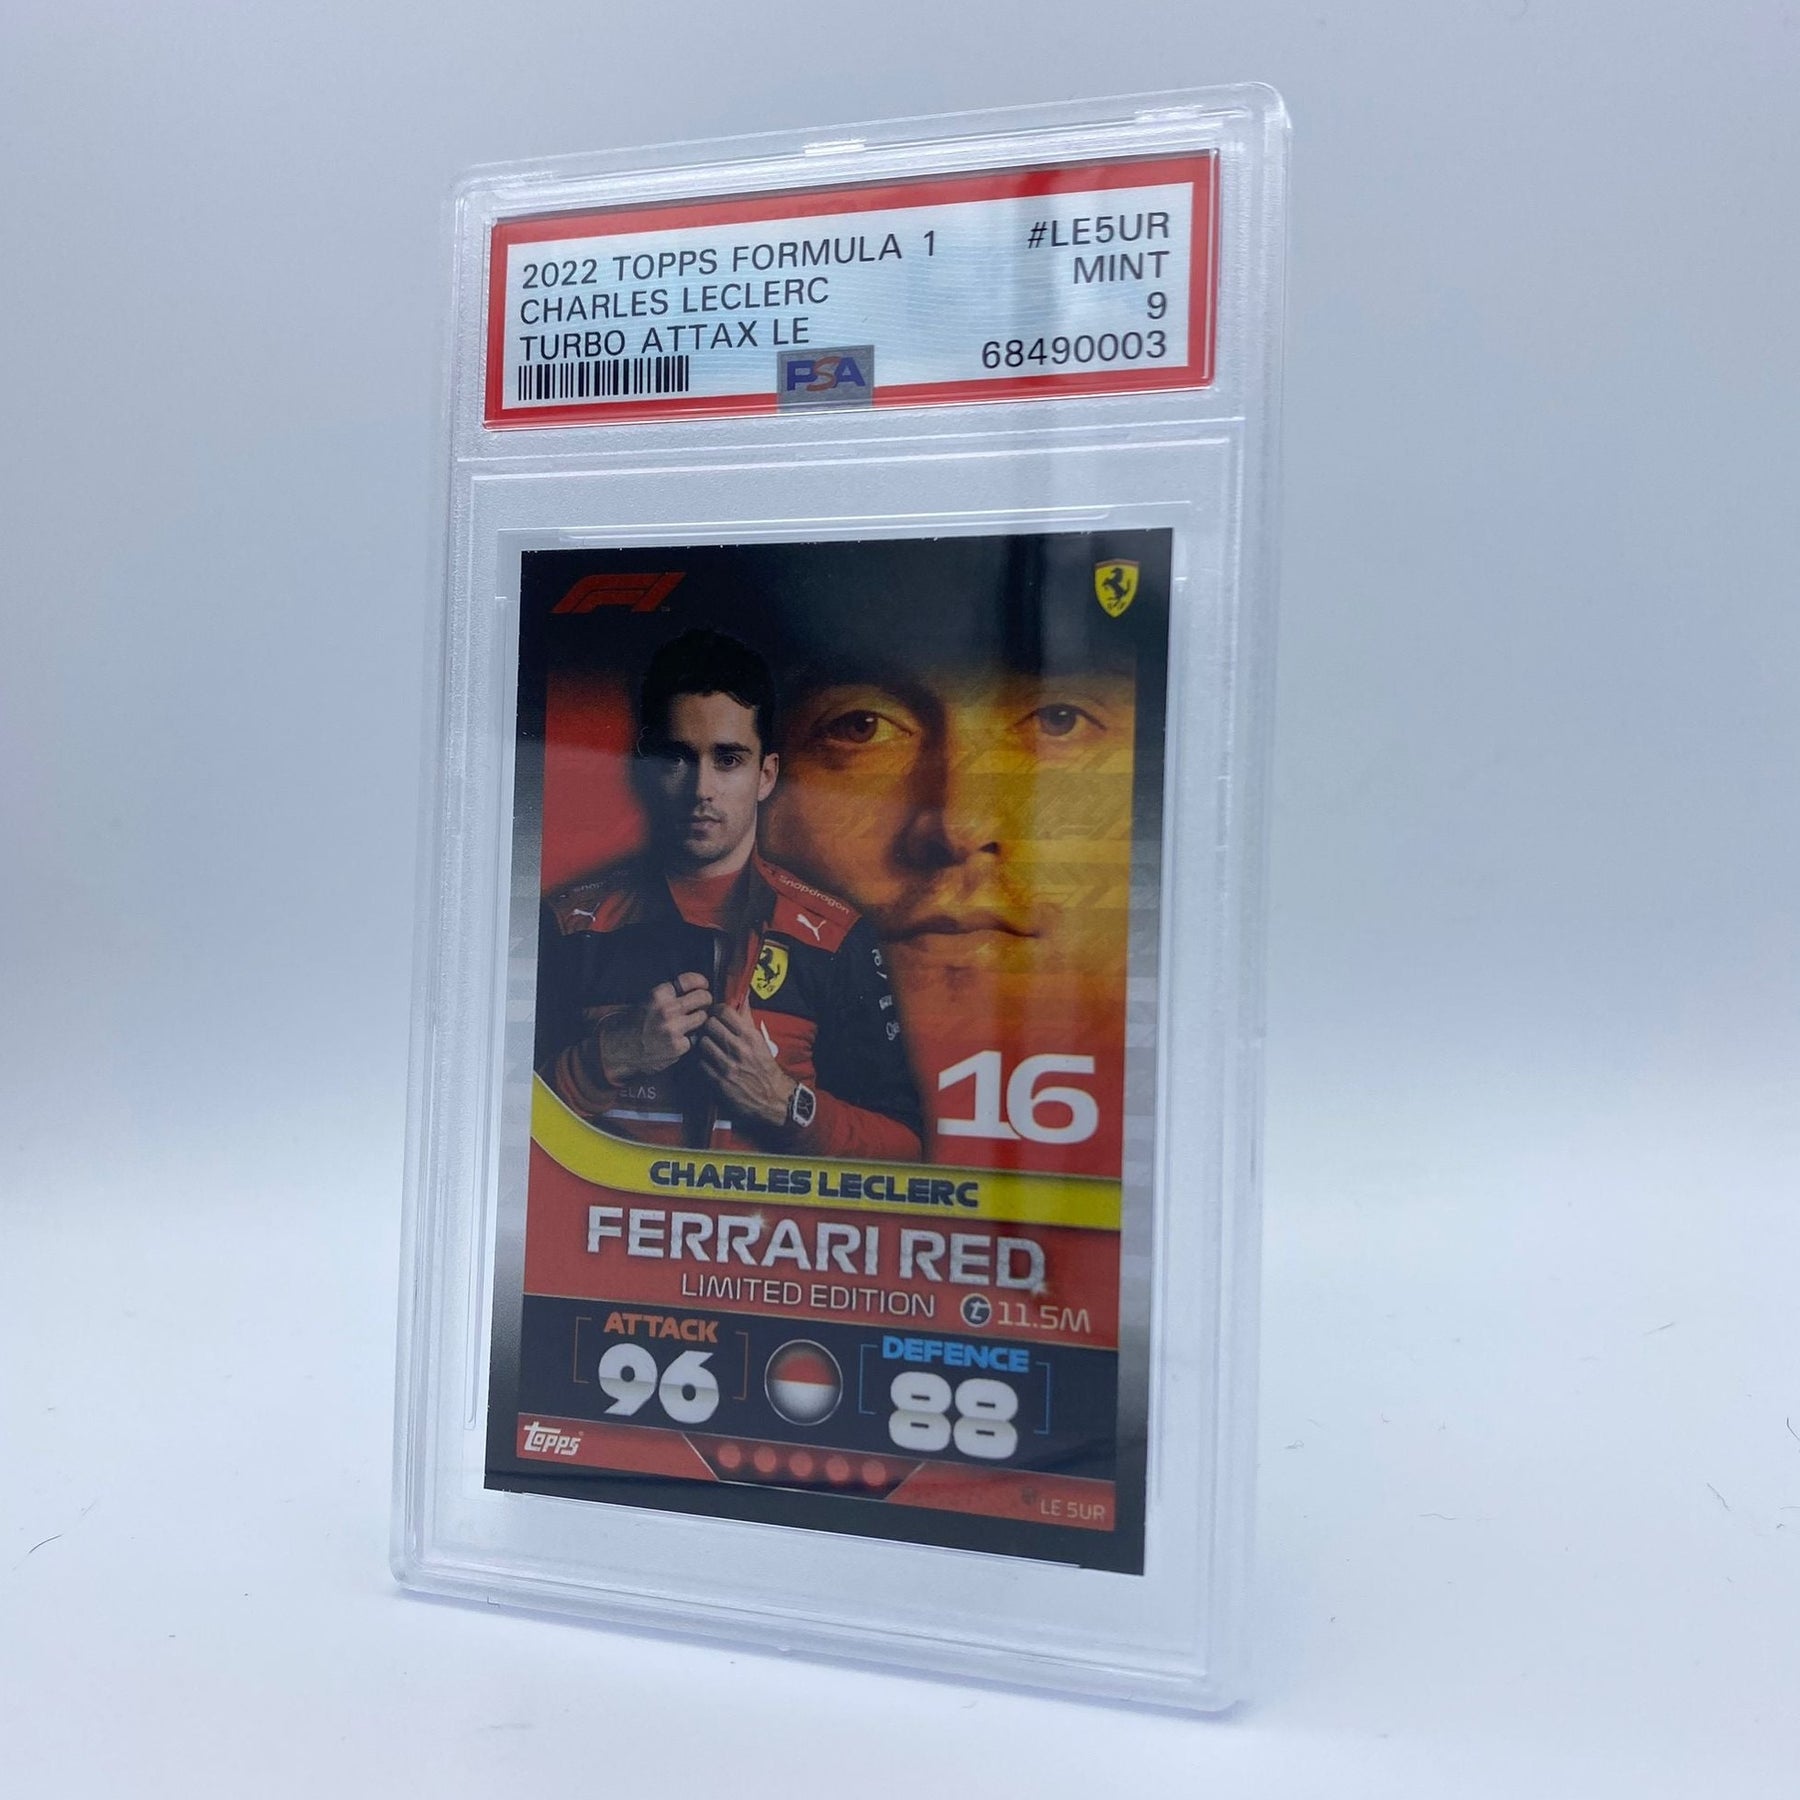 2022 TOPPS FORMULA 1 #LE5UR
CHARLES LECLERC MINT
TURBO ATTAX LE 9
PSA 68490003
F1
snapdragon
16
CHARLES LECLERC
FERRARI RED
LIMITED EDITION t 11.5M
ATTACK DEFENCE
96 88
Topps
LE 5UR